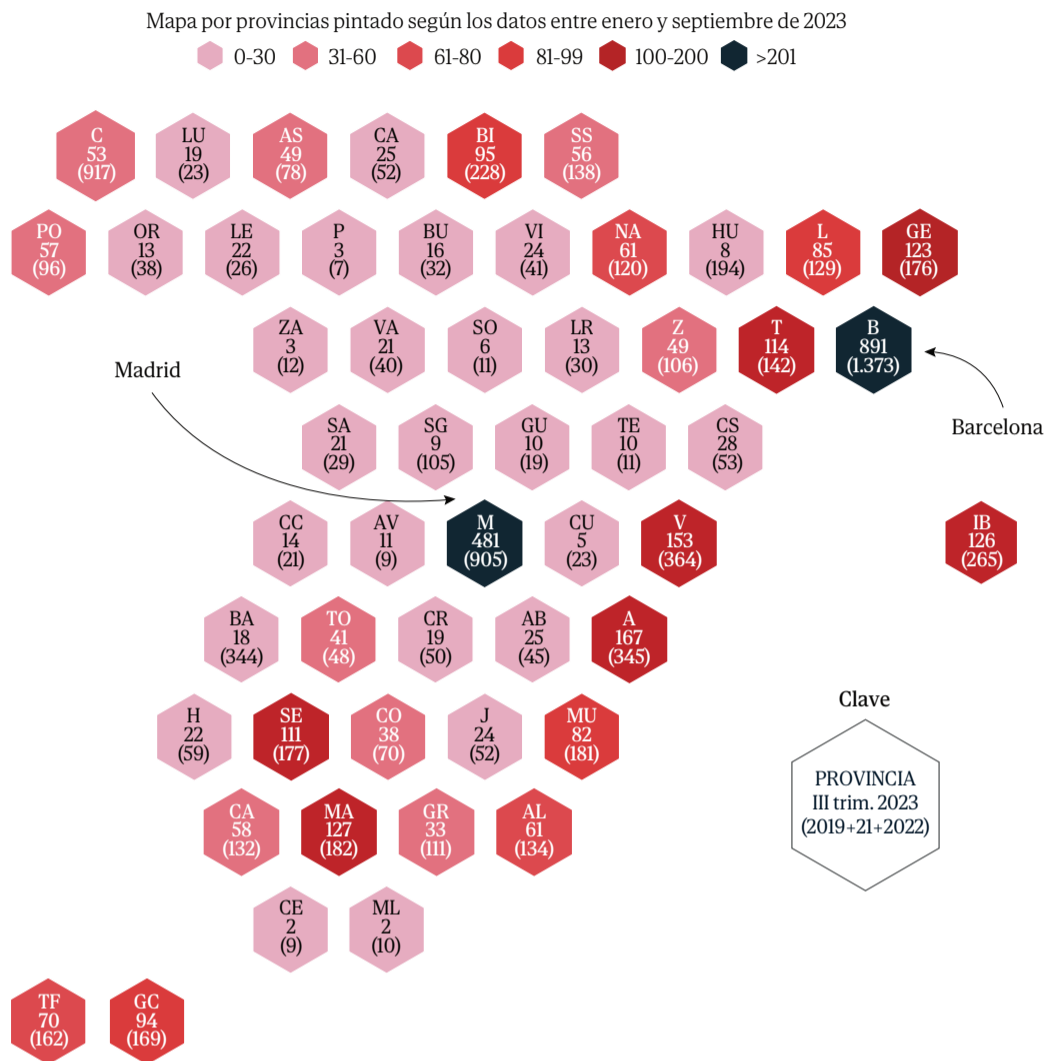 Mapa por provincias pintado según los datos entre enero y septiembre de 2023
0-30 31-60 61-80 81-99 100-200 >201
C
53
(917)
LU
19
(23)
AS
49
(78)
CA
25
(52)
BI
95
(228)
SS
56
(138)
PO
57
(96)
OR
13
(38)
LE
22
(26)
P
3
(7)
BU
16
(32)
VI
24
(41)
NA
61
(120)
HU
8
(194)
L
85
(129)
GE
123
(176)
ZA
3
(12)
VA
21
(40)
SO
6
(11)
LR
13
(30)
Z
49
(106)
T
114
(142)
B
891
(1.373)
Madrid
Barcelona
SA
21
(29)
SG
9
(105)
GU
10
(19)
TE
10
(11)
CS
28
(53)
CC
14
(21)
AV
11
(9)
M
481
(905)
CU
5
(23)
V
153
(364)
IB
126
(265)
BA
18
(344)
TO
41
(48)
CR
19
(50)
AB
25
(45)
A
167
(345)
H
22
(59)
SE
111
(177)
CO
38
(70)
J
24
(52)
MU
82
(181)
Clave
PROVINCIA
III trim. 2023
(2019+21+2022)
CA
58
(132)
MA
127
(182)
GR
33
(111)
AL
61
(134)
CE
2
(9)
ML
2
(10)
TF
70
(162)
GC
94
(169)